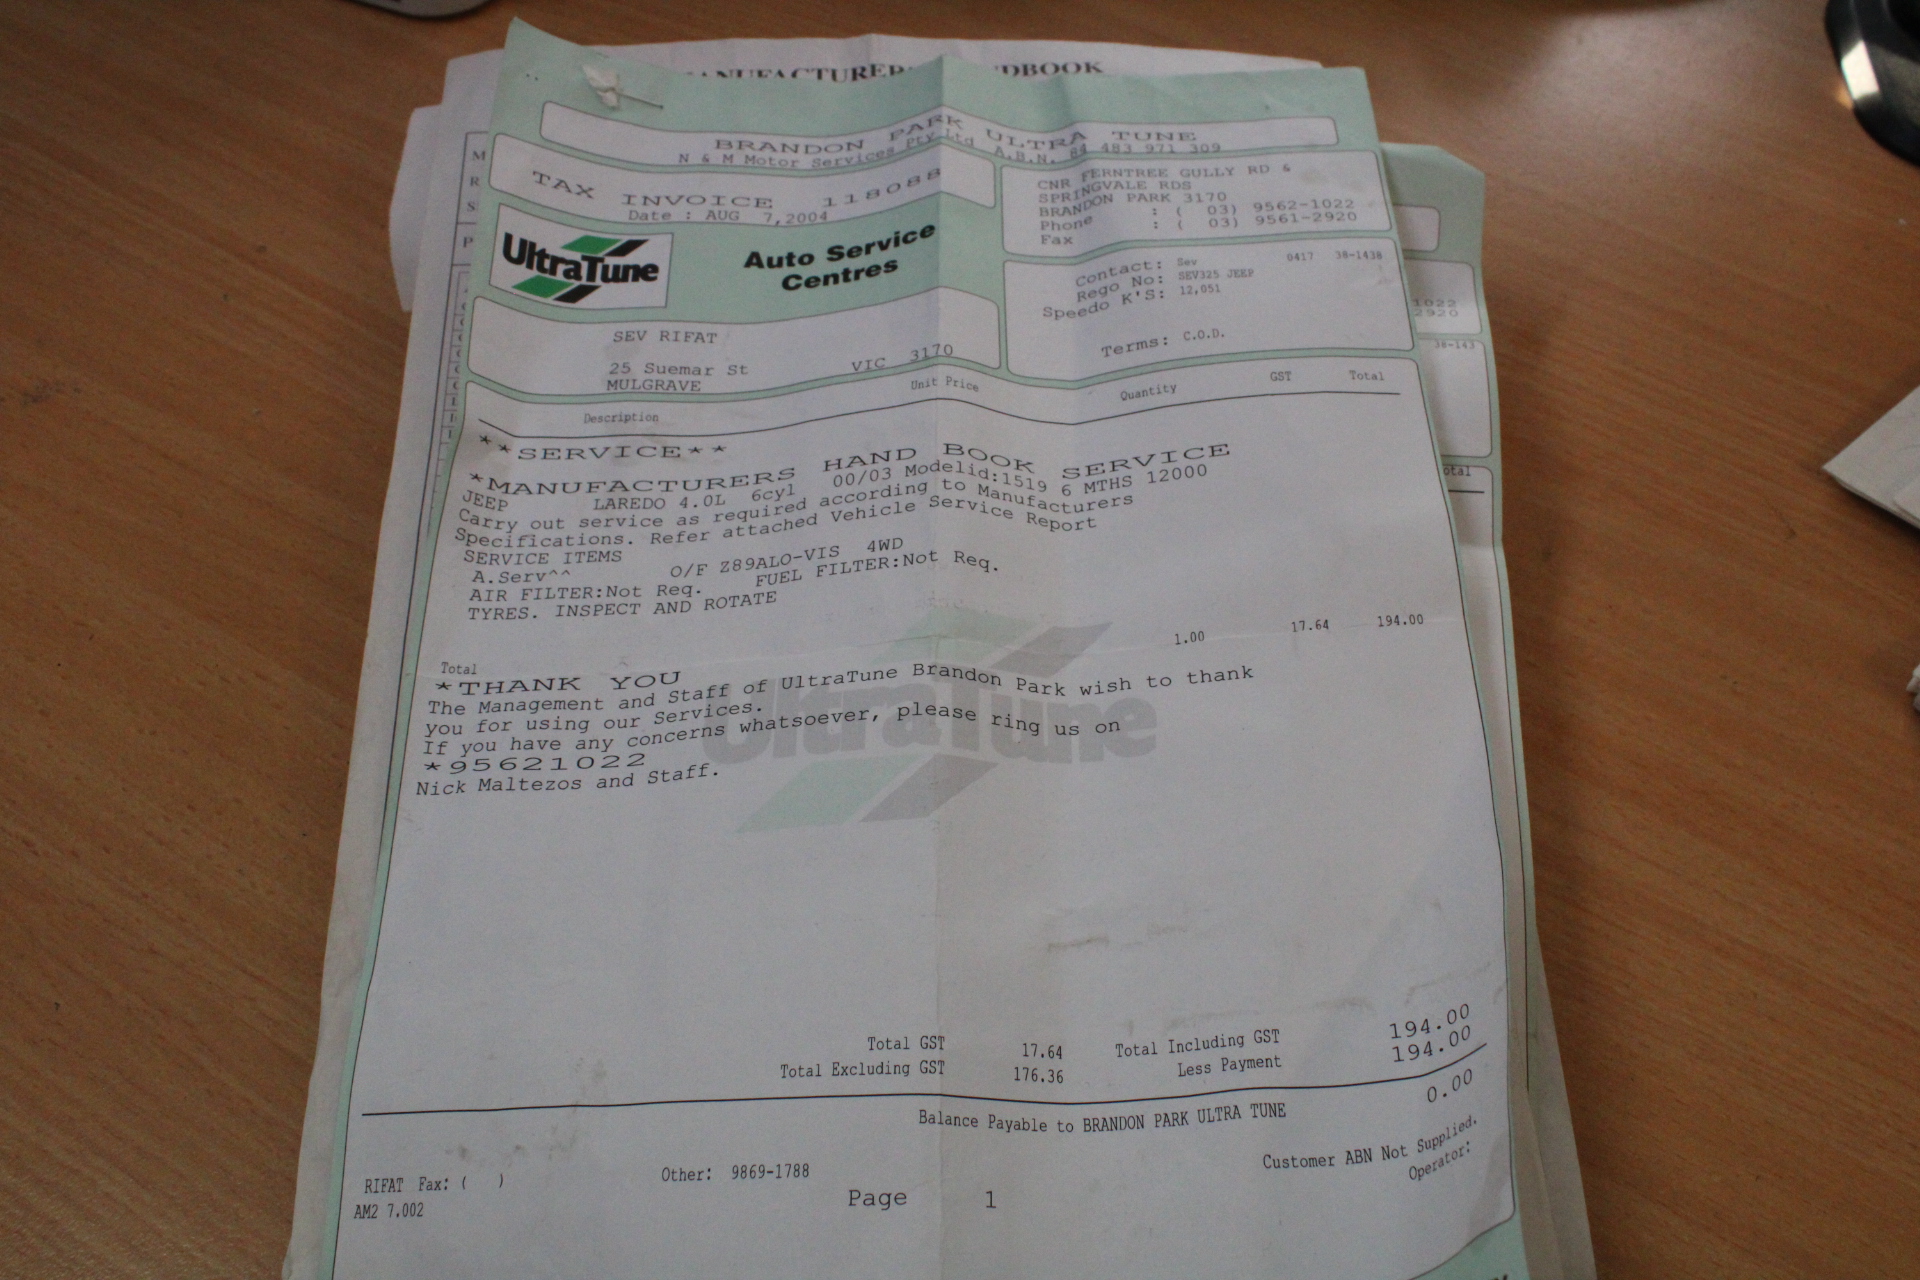 BRANDON PARK ULTRA TUNE
N & M Motor Services Pty Ltd A.B.N. 84 483 971 309
TAX INVOICE 118088
Date : AUG 7,2004
CNR FERNTREE GULLY RD &
SPRINGVALE RDS
BRANDON PARK 3170
Phone : ( 03) 9562-1022
Fax : ( 03) 9561-2920
UltraTune
Auto Service
Centres
Contact: Sev 0417 38-1438
Rego No: SEV325 JEEP
Speedo K'S: 12,051
Terms: C.O.D.
SEV RIFAT
25 Suemar St
MULGRAVE VIC 3170
Description Unit Price Quantity GST Total
**SERVICE**
*MANUFACTURERS HAND BOOK SERVICE
JEEP LAREDO 4.0L 6cyl 00/03 Modelid:1519 6 MTHS 12000
Carry out service as required according to Manufacturers
Specifications. Refer attached Vehicle Service Report
SERVICE ITEMS
A.Serv^^ O/F Z89ALO-VIS 4WD
AIR FILTER:Not Req. FUEL FILTER:Not Req.
TYRES. INSPECT AND ROTATE
1.00 17.64 194.00
Total
*THANK YOU
The Management and Staff of UltraTune Brandon Park wish to thank
you for using our Services.
If you have any concerns whatsoever, please ring us on
*95621022
Nick Maltezos and Staff.
UltraTune
Total GST 17.64 Total Including GST 194.00
Total Excluding GST 176.36 Less Payment 194.00
Balance Payable to BRANDON PARK ULTRA TUNE 0.00
Customer ABN Not Supplied.
Operator:
RIFAT Fax: ( ) Other: 9869-1788
AM2 7.002
Page 1